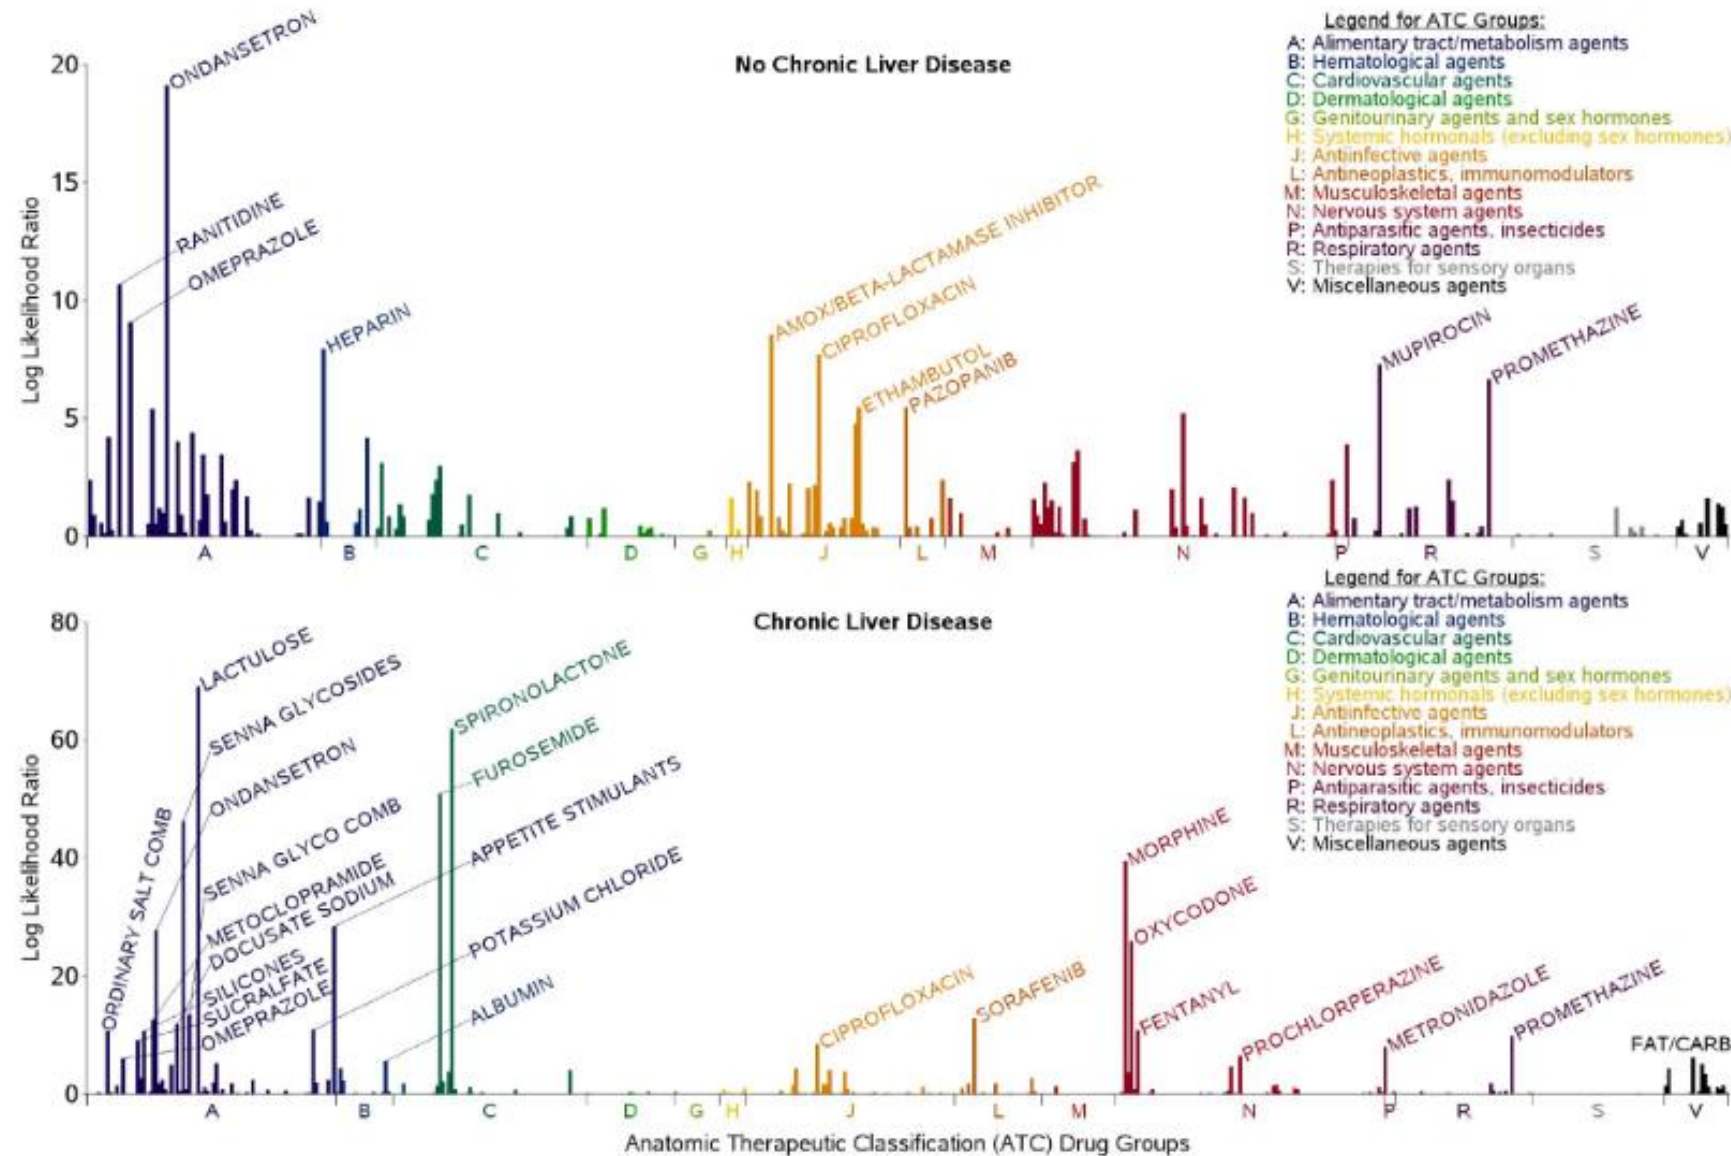 No Chronic Liver Disease
Log Likelihood Ratio
20
15
10
5
0
ONDANSETRON
RANITIDINE
OMEPRAZOLE
HEPARIN
AMOX/BETA-LACTAMASE INHIBITOR
CIPROFLOXACIN
ETHAMBUTOL
PAZOPANIB
MUPIROCIN
PROMETHAZINE
Legend for ATC Groups:
A: Alimentary tract/metabolism agents
B: Hematological agents
C: Cardiovascular agents
D: Dermatological agents
G: Genitourinary agents and sex hormones
H: Systemic hormonals (excluding sex hormones)
J: Antiinfective agents
L: Antineoplastics, immunomodulators
M: Musculoskeletal agents
N: Nervous system agents
P: Antiparasitic agents, insecticides
R: Respiratory agents
S: Therapies for sensory organs
V: Miscellaneous agents
A B C D G H J L M N P R S V
Chronic Liver Disease
Log Likelihood Ratio
80
60
40
20
0
ORDINARY SALT COMB
LACTULOSE
SENNA GLYCOSIDES
ONDANSETRON
SENNA GLYCO COMB
METOCLOPRAMIDE
DOCUSATE SODIUM
SILICONES
SUCRALFATE
OMEPRAZOLE
SPIRONOLACTONE
FUROSEMIDE
APPETITE STIMULANTS
POTASSIUM CHLORIDE
ALBUMIN
CIPROFLOXACIN
SORAFENIB
MORPHINE
OXYCODONE
FENTANYL
PROCHLORPERAZINE
METRONIDAZOLE
PROMETHAZINE
FAT/CARB
Legend for ATC Groups:
A: Alimentary tract/metabolism agents
B: Hematological agents
C: Cardiovascular agents
D: Dermatological agents
G: Genitourinary agents and sex hormones
H: Systemic hormonals (excluding sex hormones)
J: Antiinfective agents
L: Antineoplastics, immunomodulators
M: Musculoskeletal agents
N: Nervous system agents
P: Antiparasitic agents, insecticides
R: Respiratory agents
S: Therapies for sensory organs
V: Miscellaneous agents
A B C D G H J L M N P R S V
Anatomic Therapeutic Classification (ATC) Drug Groups